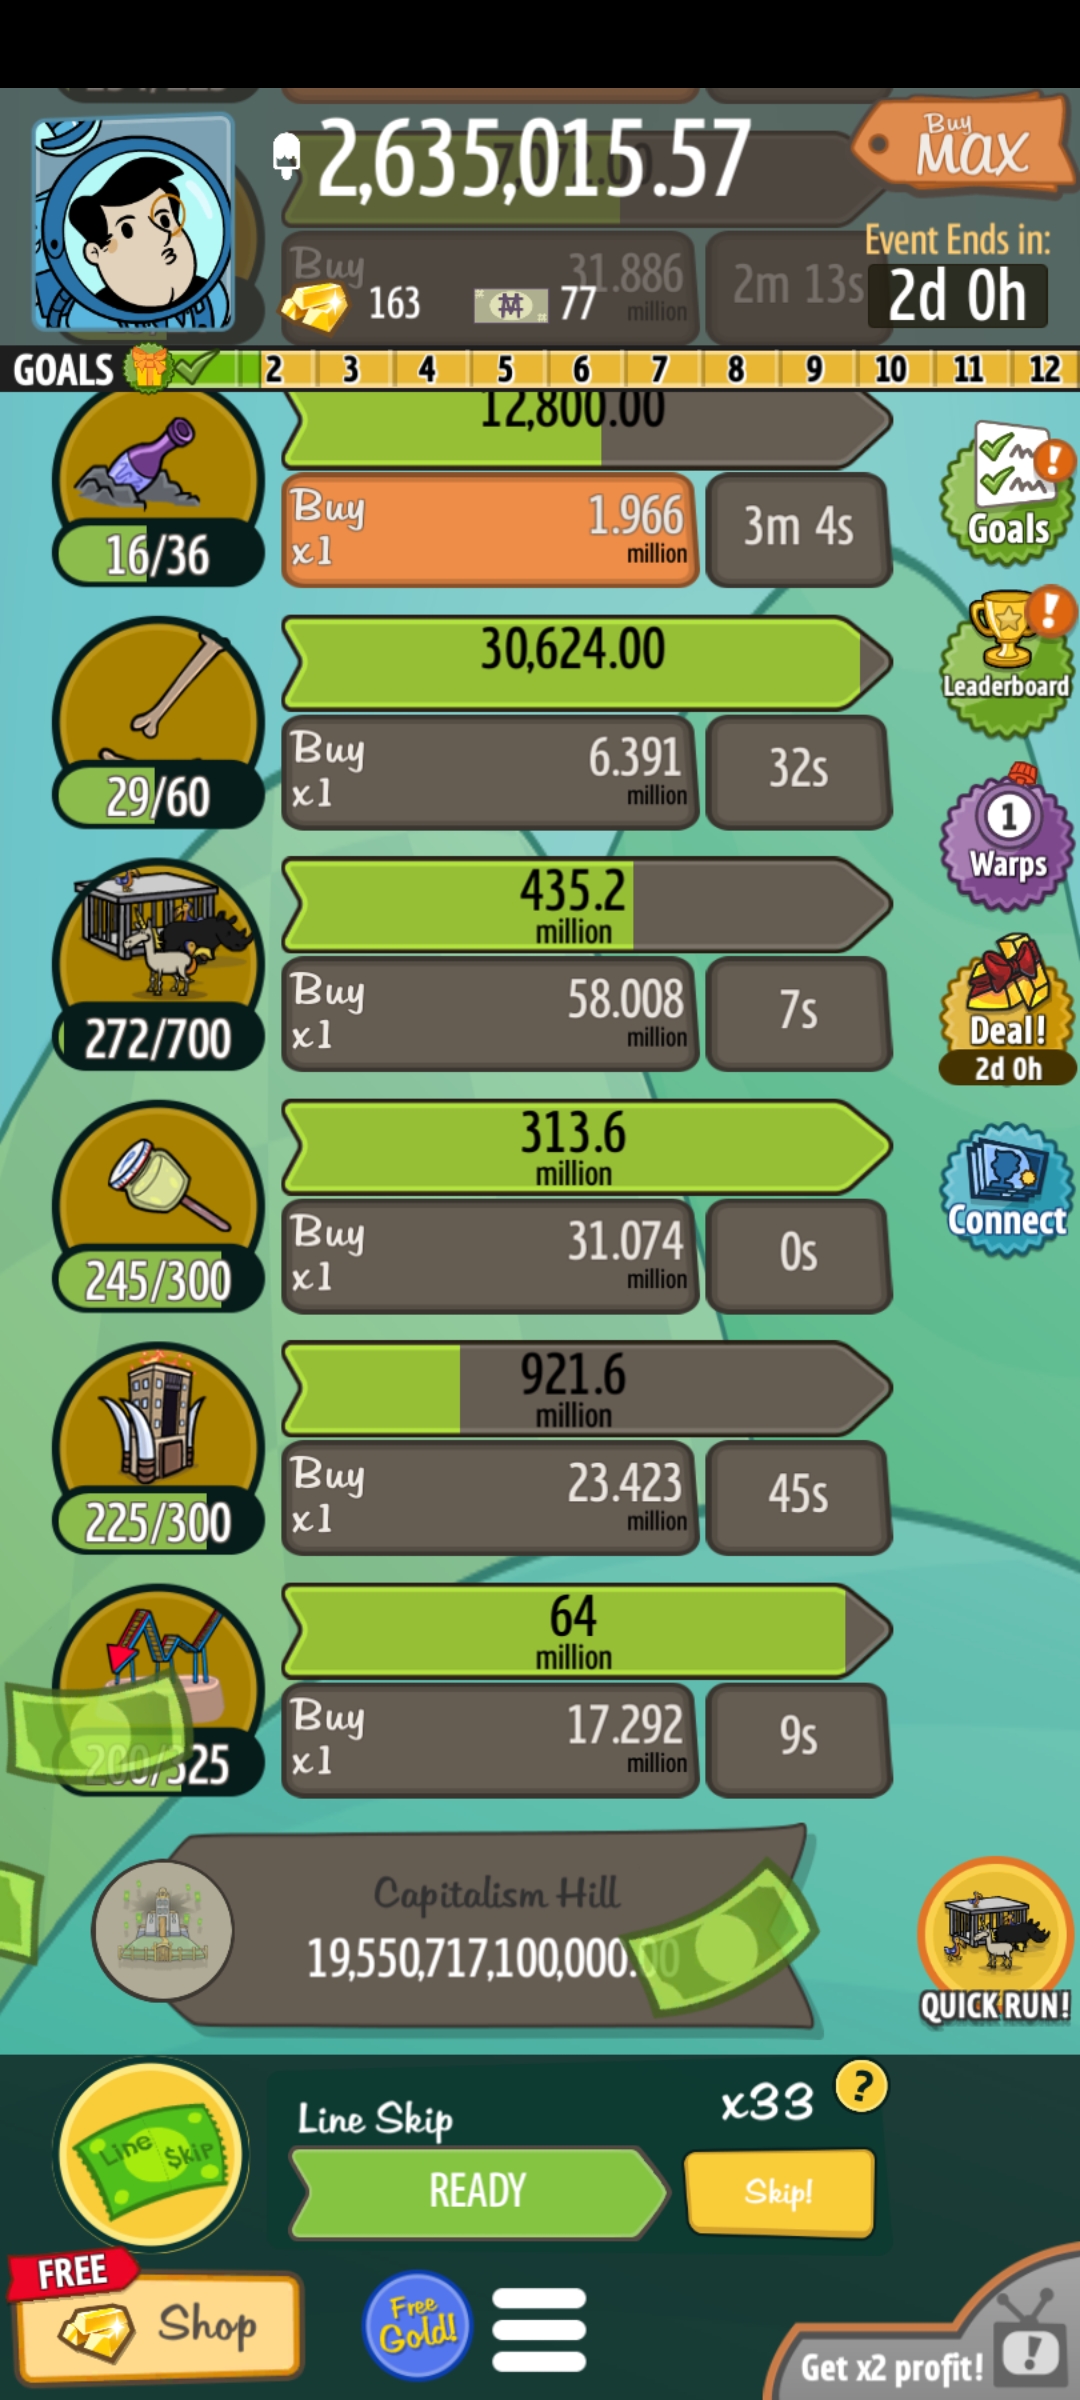 2,635,015.57
Buy
MAX
Event Ends in:
2d 0h
Buy
31.886
million
2m 13s
163
77
GOALS 2 3 4 5 6 7 8 9 10 11 12
12,800.00
16/36
Buy
x1
1.966
million
3m 4s
Goals
30,624.00
29/60
Buy
x1
6.391
million
32s
Leaderboard
1
Warps
435.2
million
272/700
Buy
x1
58.008
million
7s
Deal!
2d 0h
313.6
million
245/300
Buy
x1
31.074
million
0s
Connect
921.6
million
225/300
Buy
x1
23.423
million
45s
64
million
200/325
Buy
x1
17.292
million
9s
Capitalism Hill
19,550,717,100,000.00
QUICK RUN!
Line $kip
Line Skip
x33
?
READY
Skip!
FREE
Shop
Free
Gold!
Get x2 profit!